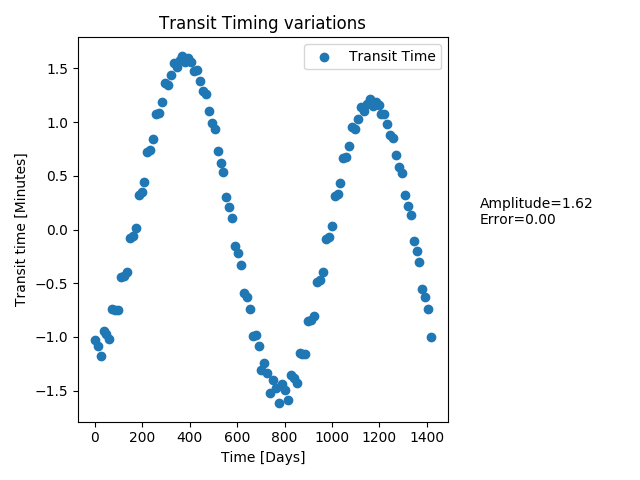 Transit Timing variations
Transit Time
Transit time [Minutes]
1.5
1.0
0.5
0.0
−0.5
−1.0
−1.5
0
200
400
600
800
1000
1200
1400
Time [Days]
Amplitude=1.62
Error=0.00